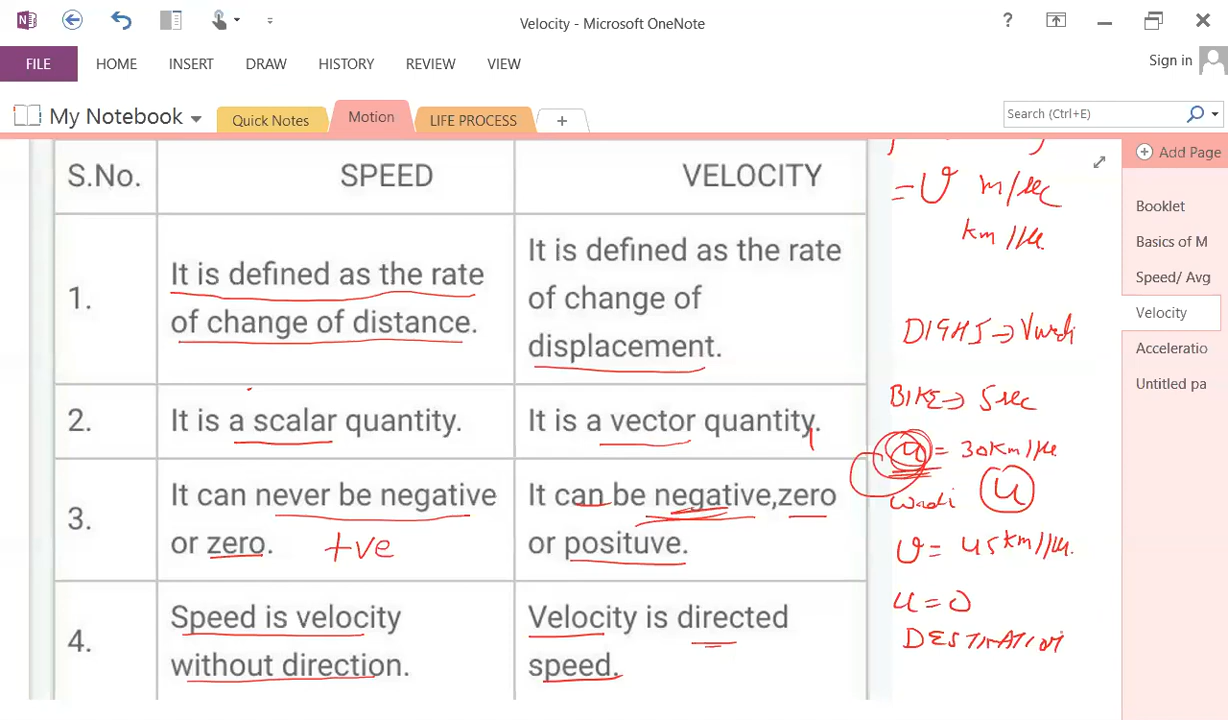 Velocity - Microsoft OneNote
?
FILE HOME INSERT DRAW HISTORY REVIEW VIEW
Sign in
My Notebook Quick Notes Motion LIFE PROCESS +
Search (Ctrl+E)
Add Page
Booklet
Basics of M
Speed/ Avg
Velocity
Acceleratio
Untitled pa
S.No. SPEED VELOCITY
1.
It is defined as the rate
of change of distance.
It is defined as the rate
of change of
displacement.
2.
It is a scalar quantity.
It is a vector quantity.
3.
It can never be negative
or zero. +ve
It can be negative,zero
or posituve.
4.
Speed is velocity
without direction.
Velocity is directed
speed.
= v m/sec
km/hr.
DIGHI →
BIKE → 5 sec
u = 30km/hr
wadi u
v = 45km/hr.
u = 0
DESTINATION